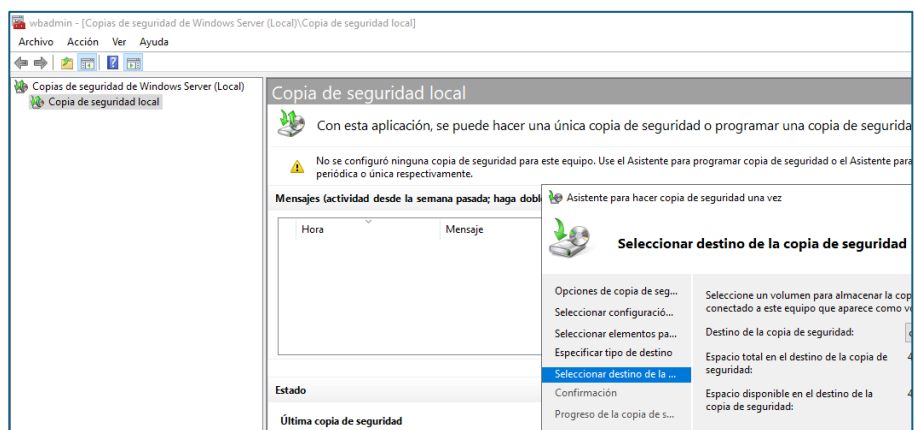 wbadmin - [Copias de seguridad de Windows Server (Local)\Copia de seguridad local]
Archivo Acción Ver Ayuda
Copias de seguridad de Windows Server (Local)
Copia de seguridad local
Copia de seguridad local
Con esta aplicación, se puede hacer una única copia de seguridad o programar una copia de segurida
No se configuró ninguna copia de seguridad para este equipo. Use el Asistente para programar copia de seguridad o el Asistente para
periódica o única respectivamente.
Mensajes (actividad desde la semana pasada; haga dobl
Hora Mensaje
Estado
Última copia de seguridad
Asistente para hacer copia de seguridad una vez
Seleccionar destino de la copia de seguridad
Opciones de copia de seg...
Seleccionar configuració...
Seleccionar elementos pa...
Especificar tipo de destino
Seleccionar destino de la ...
Confirmación
Progreso de la copia de s...
Seleccione un volumen para almacenar la cop
conectado a este equipo que aparece como v
Destino de la copia de seguridad:
Espacio total en el destino de la copia de 4
seguridad:
Espacio disponible en el destino de la 4
copia de seguridad: